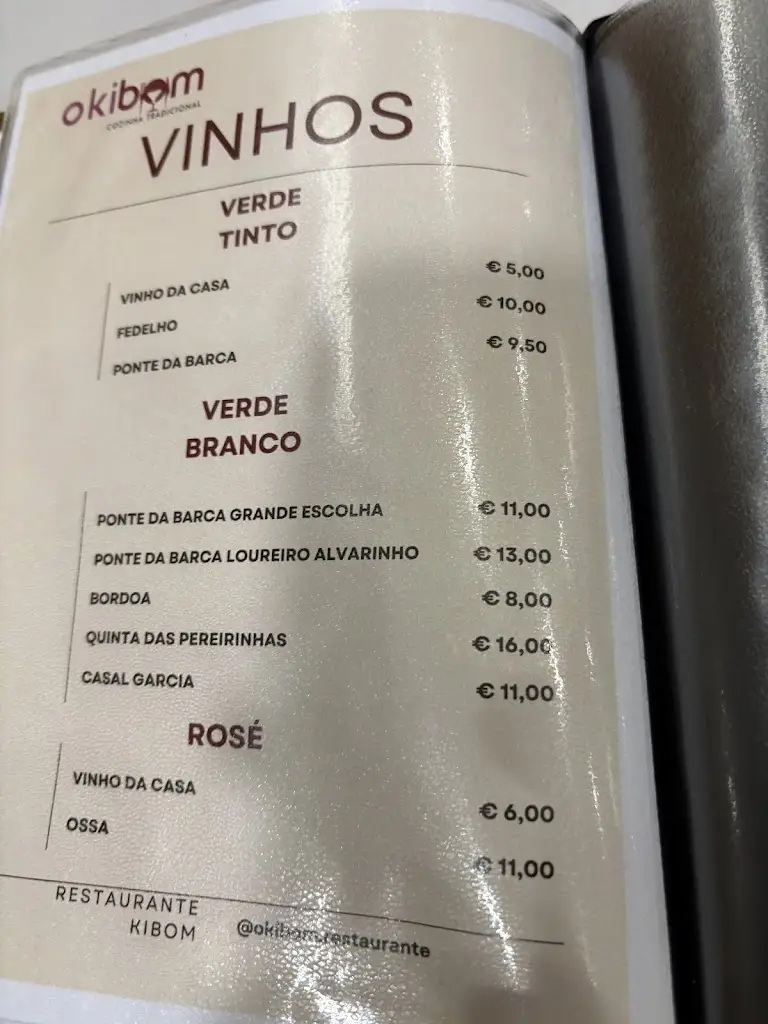 okibom
COZINHA TRADICIONAL
VINHOS
VERDE
TINTO
VINHO DA CASA € 5,00
FEDELHO € 10,00
PONTE DA BARCA € 9,50
VERDE
BRANCO
PONTE DA BARCA GRANDE ESCOLHA € 11,00
PONTE DA BARCA LOUREIRO ALVARINHO € 13,00
BORDOA € 8,00
QUINTA DAS PEREIRINHAS € 16,00
CASAL GARCIA € 11,00
ROSÉ
VINHO DA CASA € 6,00
OSSA € 11,00
RESTAURANTE
KIBOM
@okibom.restaurante